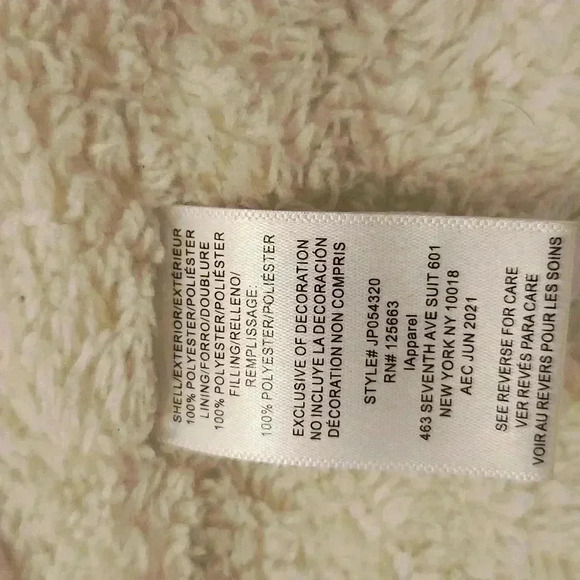 SHELL/EXTERIOR/EXTÉRIEUR
100% POLYESTER/POLIÉSTER
LINING/FORRO/DOUBLURE
100% POLYESTER/POLIÉSTER
FILLING/RELLENO/
REMPLISSAGE:
100% POLYESTER/POLIÉSTER
EXCLUSIVE OF DECORATION
NO INCLUYE LA DECORACIÓN
DÉCORATION NON COMPRIS
STYLE# JP054320
RN# 125663
IApparel
463 SEVENTH AVE SUIT 601
NEW YORK NY 10018
AEC JUN 2021
SEE REVERSE FOR CARE
VER REVÉS PARA CARE
VOIR AU REVERS POUR LES SOINS